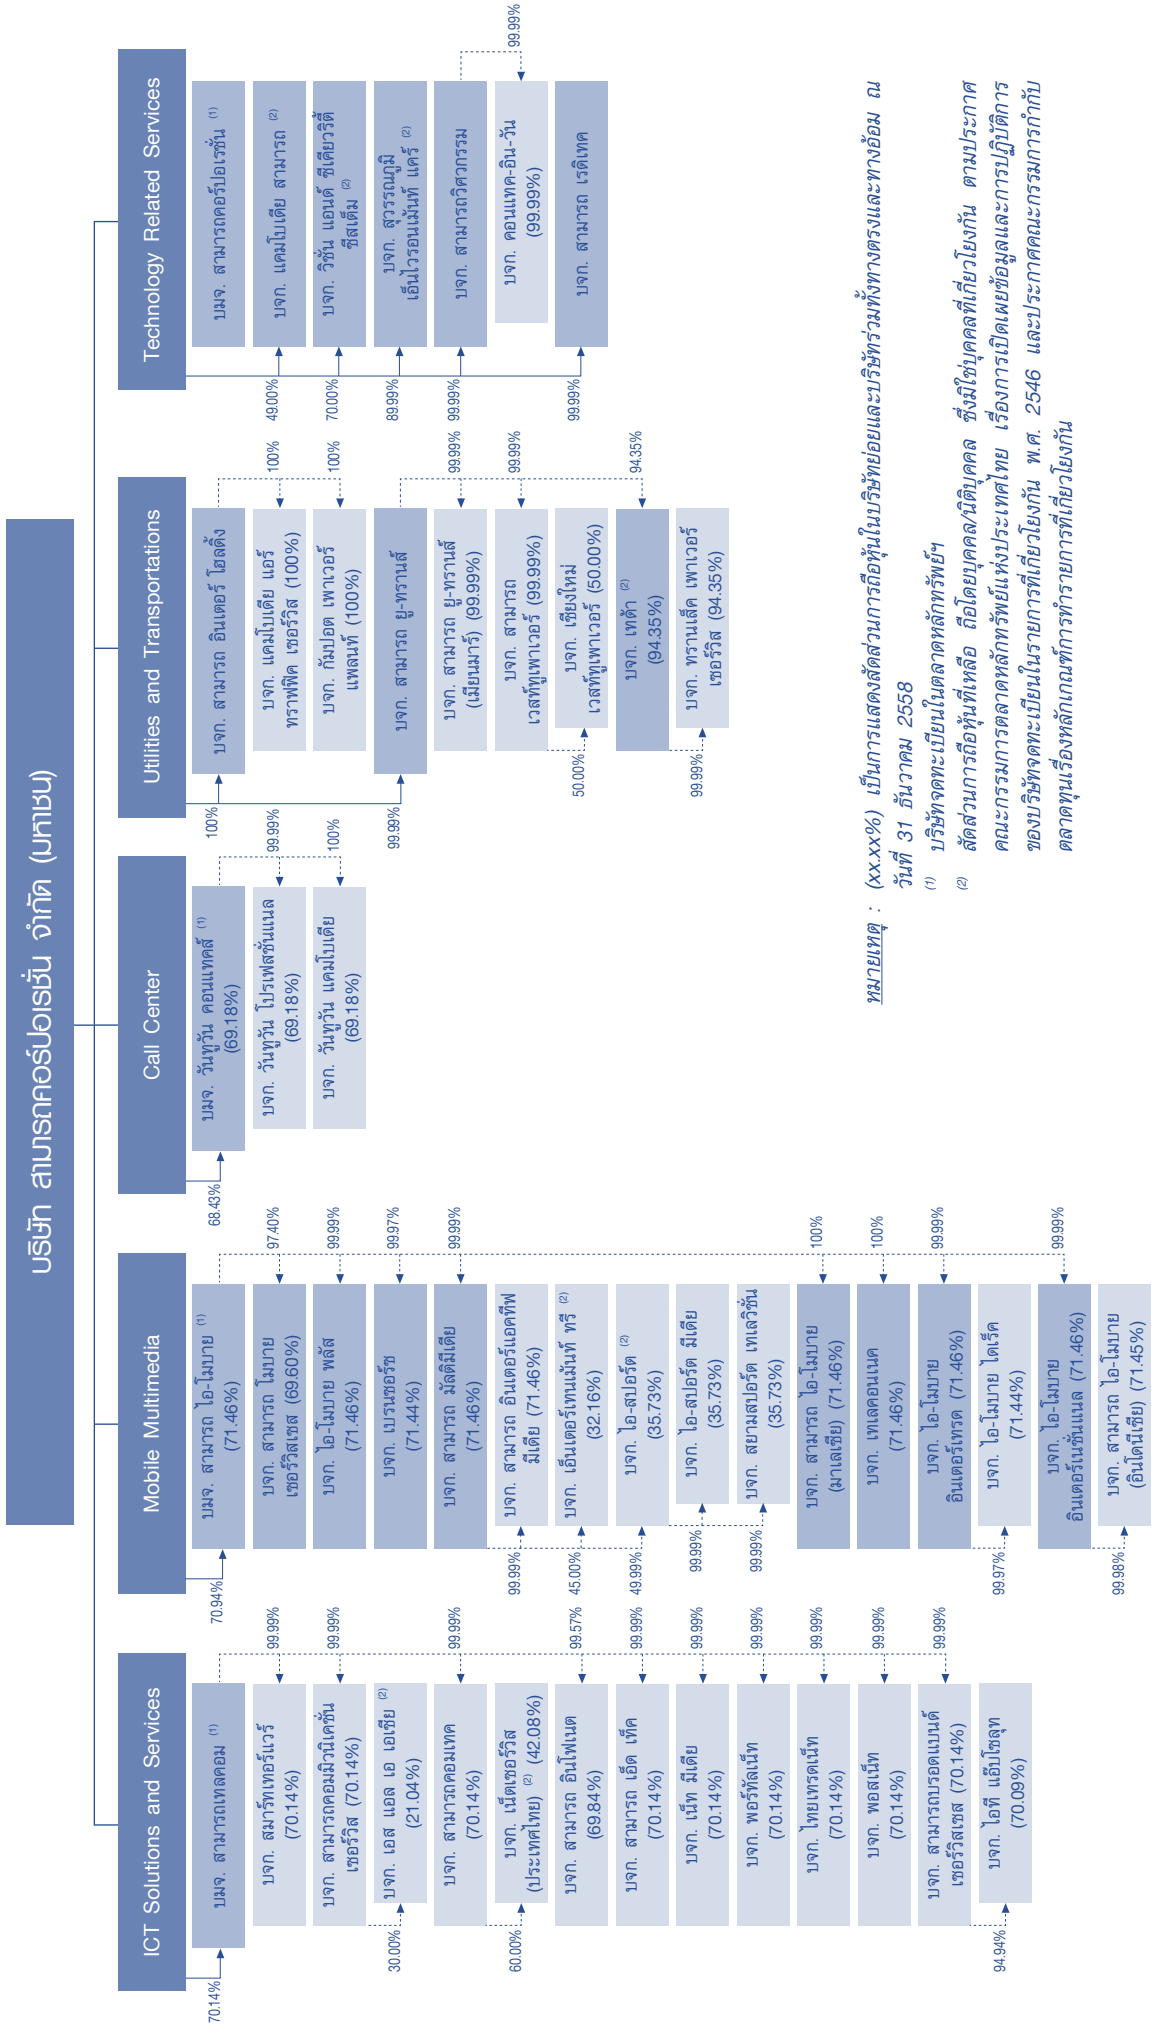 บริษัท สามารถคอร์ปอเรชั่น จำกัด (มหาชน)
ICT Solutions and Services
70.14%
บมจ. สามารถเทลคอม (1)
บจก. สมาร์ทเทอร์แวร์
(70.14%)
99.99%
บจก. สามารถคอมมิวนิเคชั่น
เซอร์วิส (70.14%)
99.99%
30.00%
บจก. เอส แอล เอ เอเชีย (2)
(21.04%)
บจก. สามารถคอมเทค
(70.14%)
99.99%
60.00%
บจก. เน็ตเซอร์วิส
(ประเทศไทย) (2) (42.08%)
บจก. สามารถ อินโฟเนต
(69.84%)
99.57%
บจก. สามารถ เอ็ด เท็ค
(70.14%)
99.99%
บจก. เน็ท มีเดีย
(70.14%)
99.99%
บจก. พอร์ทัลเน็ท
(70.14%)
99.99%
บจก. ไทยเทรดเน็ท
(70.14%)
99.99%
บจก. พอสเน็ท
(70.14%)
99.99%
บจก. สามารถบรอดแบนด์
เซอร์วิสเซส (70.14%)
99.99%
94.94%
บจก. ไอที แอ๊บโซลุท
(70.09%)
Mobile Multimedia
70.94%
บมจ. สามารถ ไอ-โมบาย (1)
(71.46%)
บจก. สามารถ โมบาย
เซอร์วิสเซส (69.60%)
97.40%
บจก. ไอ-โมบาย พลัส
(71.46%)
99.99%
บจก. เบรนซอร์ซ
(71.44%)
99.97%
บจก. สามารถ มัลติมีเดีย
(71.46%)
99.99%
99.99%
บจก. สามารถ อินเตอร์แอคทีฟ
มีเดีย (71.46%)
45.00%
บจก. เอ็นเตอร์เทนเม้นท์ ทรี (2)
(32.16%)
49.99%
บจก. ไอ-สปอร์ต (2)
(35.73%)
99.99%
บจก. ไอ-สปอร์ต มีเดีย
(35.73%)
99.99%
บจก. สยามสปอร์ต เทเลวิชั่น
(35.73%)
บจก. สามารถ ไอ-โมบาย
(มาเลเซีย) (71.46%)
100%
บจก. เทเลคอนเนค
(71.46%)
100%
บจก. ไอ-โมบาย
อินเตอร์เทรด (71.46%)
99.99%
99.97%
บจก. ไอ-โมบาย ไดเร็ค
(71.44%)
บจก. ไอ-โมบาย
อินเตอร์เนชั่นแนล (71.46%)
99.99%
99.98%
บจก. สามารถ ไอ-โมบาย
(อินโดนีเซีย) (71.45%)
Call Center
68.43%
บมจ. วันทูวัน คอนแทคส์ (1)
(69.18%)
บจก. วันทูวัน โปรเฟสชั่นแนล
(69.18%)
99.99%
บจก. วันทูวัน แคมโบเดีย
(69.18%)
100%
Utilities and Transportations
100%
บจก. สามารถ อินเตอร์ โฮลดิ้ง
บจก. แคมโบเดีย แอร์
ทราฟฟิค เซอร์วิส (100%)
100%
บจก. กัมปอต เพาเวอร์
แพลนท์ (100%)
100%
99.99%
บจก. สามารถ ยู-ทรานส์
บจก. สามารถ ยู-ทรานส์
(เมียนมาร์) (99.99%)
99.99%
บจก. สามารถ
เวสท์ทูเพาเวอร์ (99.99%)
99.99%
50.00%
บจก. เชียงใหม่
เวสท์ทูเพาเวอร์ (50.00%)
บจก. เทด้า (2)
(94.35%)
94.35%
99.99%
บจก. ทรานเส็ค เพาเวอร์
เซอร์วิส (94.35%)
Technology Related Services
บมจ. สามารถคอร์ปอเรชั่น (1)
49.00%
บจก. แคมโบเดีย สามารถ (2)
70.00%
บจก. วิชั่น แอนด์ ซีเคียวริตี้
ซีสเต็ม (2)
89.99%
บจก. สุวรรณภูมิ
เอ็นไวรอนเม้นท์ แคร์ (2)
99.99%
บจก. สามารถวิศวกรรม
บจก. คอนแทค-อิน-วัน
(99.99%)
99.99%
99.99%
บจก. สามารถ เรดิเทค
หมายเหตุ : (xx.xx%) เป็นการแสดงสัดส่วนการถือหุ้นในบริษัทย่อยและบริษัทร่วมทั้งทางตรงและทางอ้อม ณ
วันที่ 31 ธันวาคม 2558
(1) บริษัทจดทะเบียนในตลาดหลักทรัพย์ฯ
(2) สัดส่วนการถือหุ้นที่เหลือ ถือโดยบุคคล/นิติบุคคล ซึ่งมิใช่บุคคลที่เกี่ยวโยงกัน ตามประกาศ
คณะกรรมการตลาดหลักทรัพย์แห่งประเทศไทย เรื่องการเปิดเผยข้อมูลและการปฏิบัติการ
ของบริษัทจดทะเบียนในรายการที่เกี่ยวโยงกัน พ.ศ. 2546 และประกาศคณะกรรมการกำกับ
ตลาดทุนเรื่องหลักเกณฑ์การทำรายการที่เกี่ยวโยงกัน